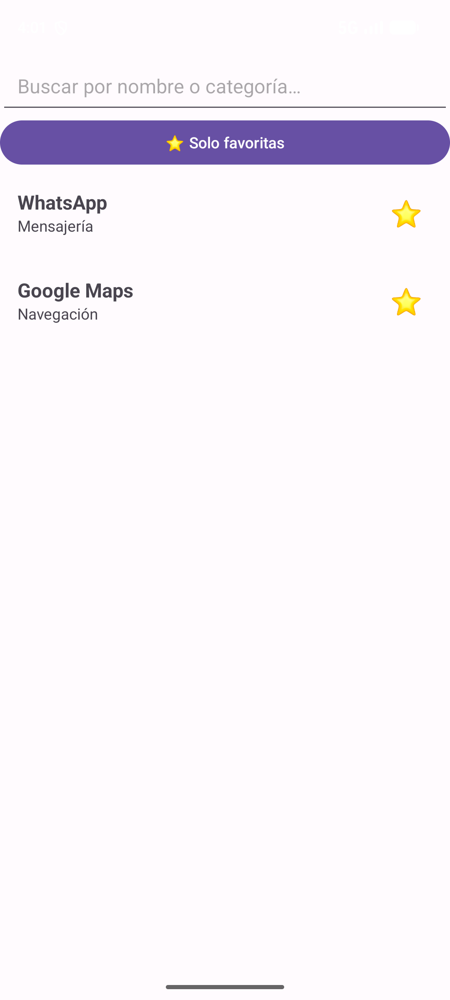 Buscar por nombre o categoría...
⭐ Solo favoritas
WhatsApp
Mensajería
Google Maps
Navegación